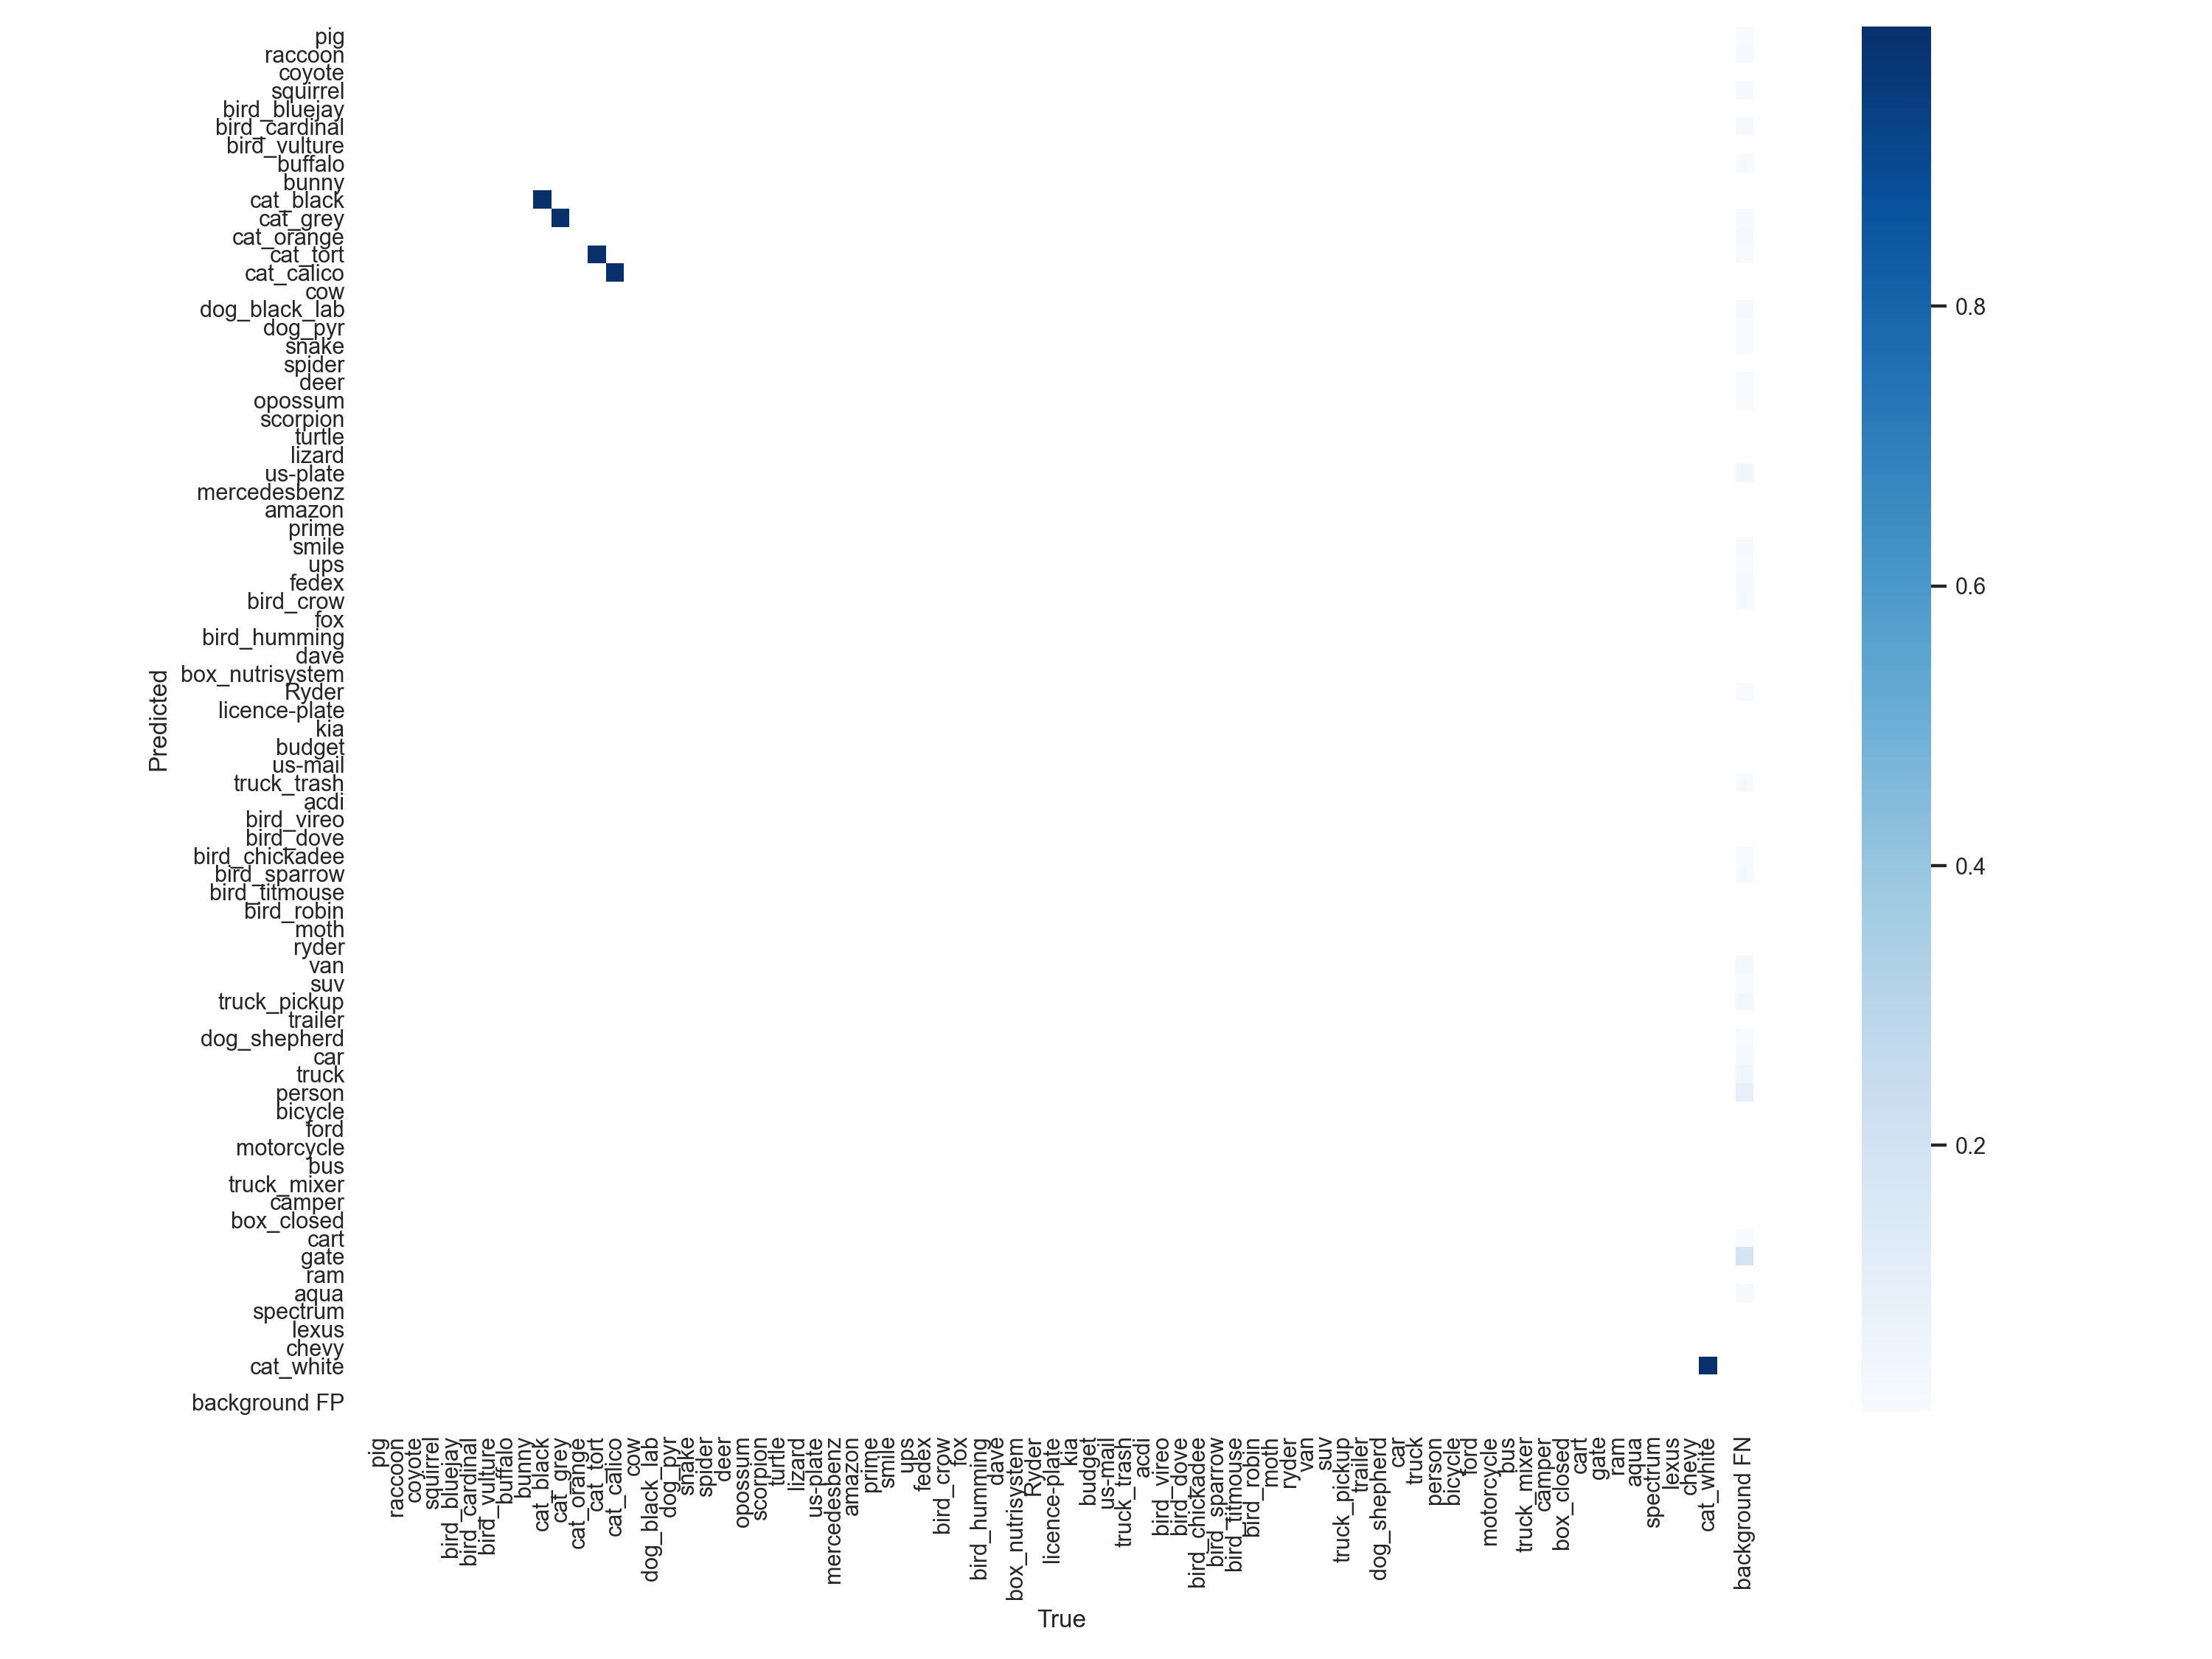 pig
raccoon
coyote
squirrel
bird_bluejay
bird_cardinal
bird_vulture
buffalo
bunny
cat_black
cat_grey
cat_orange
cat_tort
cat_calico
cow
dog_black_lab
dog_pyr
snake
spider
deer
opossum
scorpion
turtle
lizard
us-plate
mercedesbenz
amazon
prime
smile
ups
fedex
bird_crow
fox
bird_humming
dave
box_nutrisystem
Ryder
licence-plate
kia
budget
us-mail
truck_trash
acdi
bird_vireo
bird_dove
bird_chickadee
bird_sparrow
bird_titmouse
bird_robin
moth
ryder
van
suv
truck_pickup
trailer
dog_shepherd
car
truck
person
bicycle
ford
motorcycle
bus
truck_mixer
camper
box_closed
cart
gate
ram
aqua
spectrum
lexus
chevy
cat_white
background FP
Predicted
pig
raccoon
coyote
squirrel
bird_bluejay
bird_cardinal
bird_vulture
buffalo
bunny
cat_black
cat_grey
cat_orange
cat_tort
cat_calico
cow
dog_black_lab
dog_pyr
snake
spider
deer
opossum
scorpion
turtle
lizard
us-plate
mercedesbenz
amazon
prime
smile
ups
fedex
bird_crow
fox
bird_humming
dave
box_nutrisystem
Ryder
licence-plate
kia
budget
us-mail
truck_trash
acdi
bird_vireo
bird_dove
bird_chickadee
bird_sparrow
bird_titmouse
bird_robin
moth
ryder
van
suv
truck_pickup
trailer
dog_shepherd
car
truck
person
bicycle
ford
motorcycle
bus
truck_mixer
camper
box_closed
cart
gate
ram
aqua
spectrum
lexus
chevy
cat_white
background FN
True
0.8
0.6
0.4
0.2